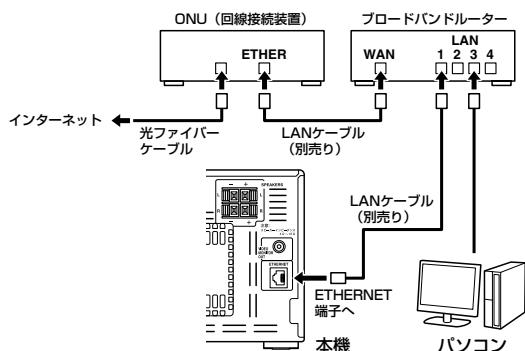 ONU（回線接続装置）
ブロードバンドルーター
ETHER
WAN
LAN
1 2 3 4
インターネット
光ファイバー
ケーブル
LANケーブル
（別売り）
LANケーブル
（別売り）
SPEAKERS
L
R
L
R
VIDEO
MONITOR
OUT
ETHERNET
ETHERNET
端子へ
本機
パソコン